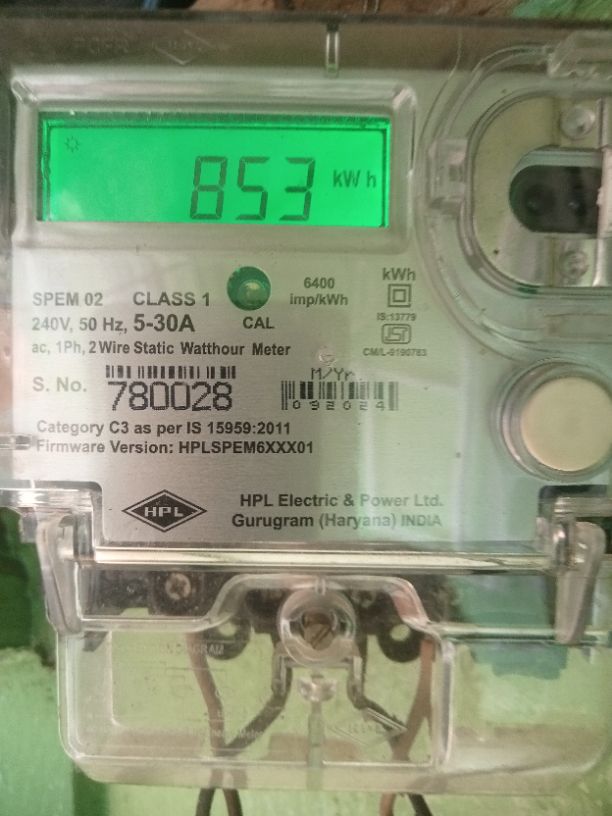 853 kWh
SPEM 02 CLASS 1
240V, 50 Hz, 5-30A
CAL
6400
imp/kWh
kWh
IS:13779
CM/L-9190783
ac, 1Ph, 2 Wire Static Watthour Meter
M/Yr.
S. No. 780028
092024
Category C3 as per IS 15959:2011
Firmware Version: HPLSPEM6XXX01
HPL
HPL Electric & Power Ltd.
Gurugram (Haryana) INDIA